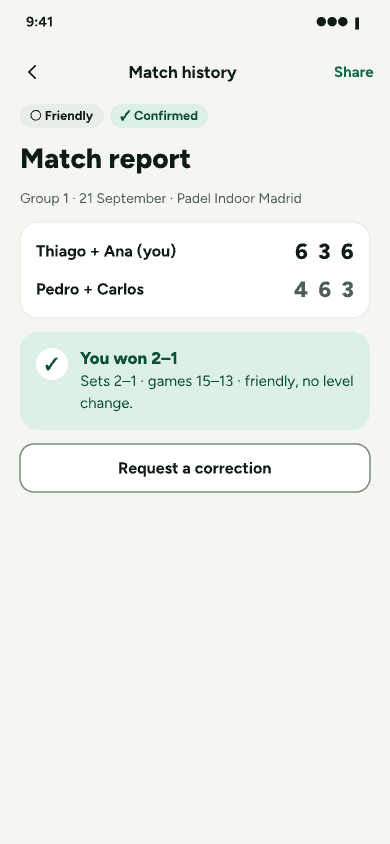 9:41
Match history
Share
Friendly
✓ Confirmed
Match report
Group 1 · 21 September · Padel Indoor Madrid
Thiago + Ana (you) 6 3 6
Pedro + Carlos 4 6 3
✓
You won 2–1
Sets 2–1 · games 15–13 · friendly, no level
change.
Request a correction